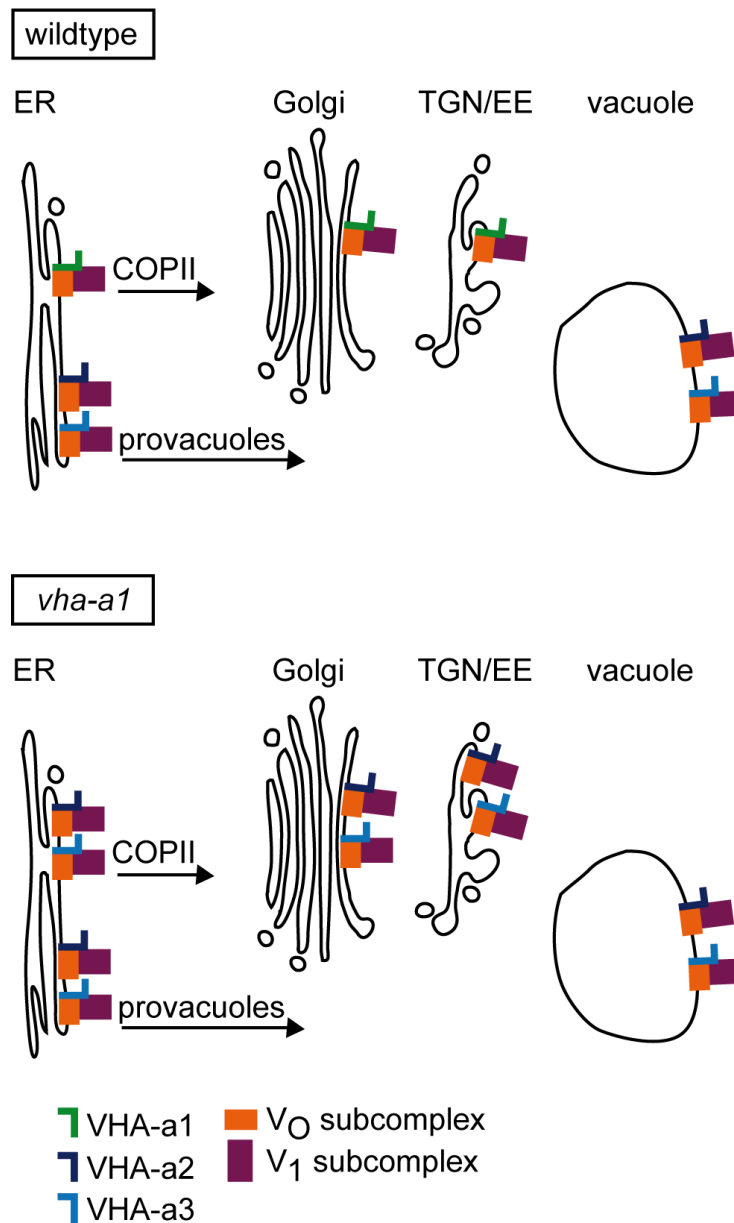 wildtype
ER Golgi TGN/EE vacuole
COPII
provacuoles
vha-a1
ER Golgi TGN/EE vacuole
COPII
provacuoles
VHA-a1 VO subcomplex
VHA-a2 V1 subcomplex
VHA-a3